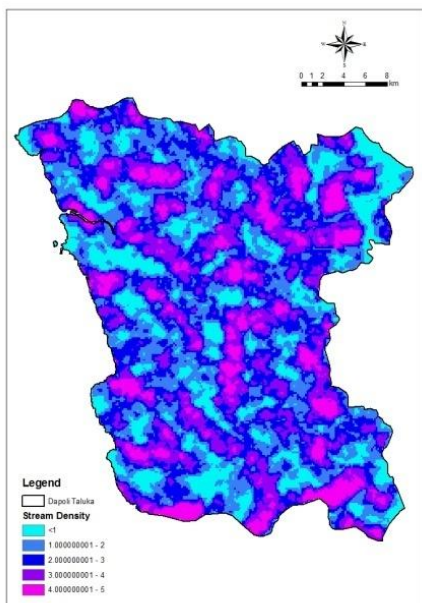 N
0 1 2 4 6 8
km
Legend
Dapoli Taluka
Stream Density
<1
1.000000001 - 2
2.000000001 - 3
3.000000001 - 4
4.000000001 - 5